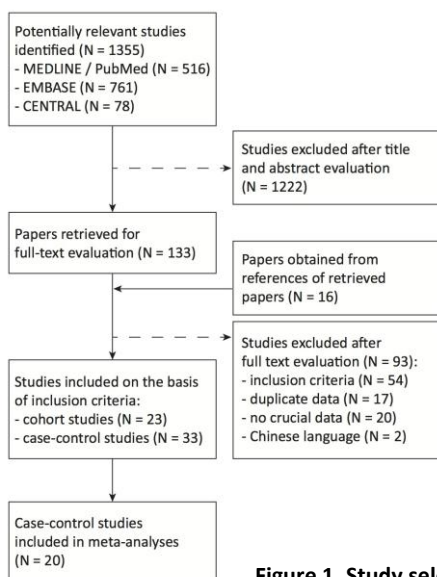 Potentially relevant studies
identified (N = 1355)
- MEDLINE / PubMed (N = 516)
- EMBASE (N = 761)
- CENTRAL (N = 78)
Studies excluded after title
and abstract evaluation
(N = 1222)
Papers retrieved for
full-text evaluation (N = 133)
Papers obtained from
references of retrieved
papers (N = 16)
Studies excluded after
full text evaluation (N = 93):
- inclusion criteria (N = 54)
- duplicate data (N = 17)
- no crucial data (N = 20)
- Chinese language (N = 2)
Studies included on the basis
of inclusion criteria:
- cohort studies (N = 23)
- case-control studies (N = 33)
Case-control studies
included in meta-analyses
(N = 20)
Figure 1. Study sel